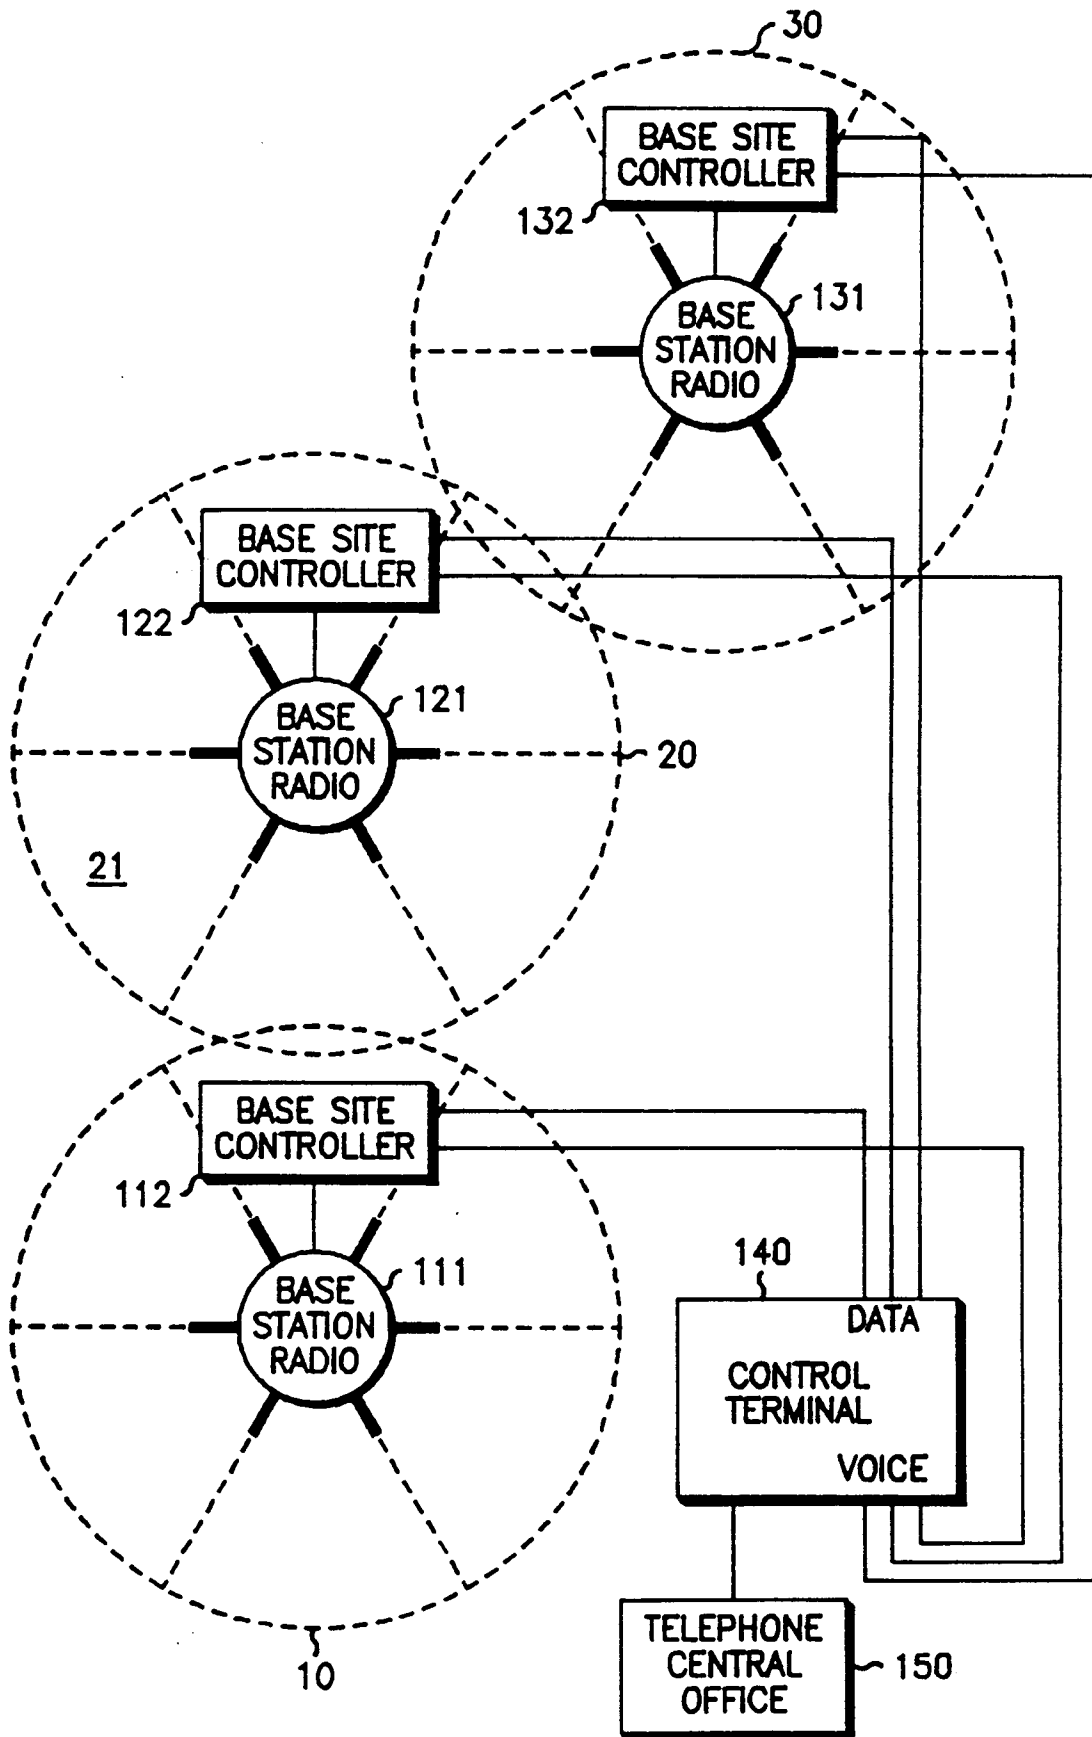 30
BASE SITE
CONTROLLER
132
131
BASE
STATION
RADIO
BASE SITE
CONTROLLER
122
121
BASE
STATION
RADIO
20
21
BASE SITE
CONTROLLER
112
111
BASE
STATION
RADIO
10
140
DATA
CONTROL
TERMINAL
VOICE
TELEPHONE
CENTRAL
OFFICE
150